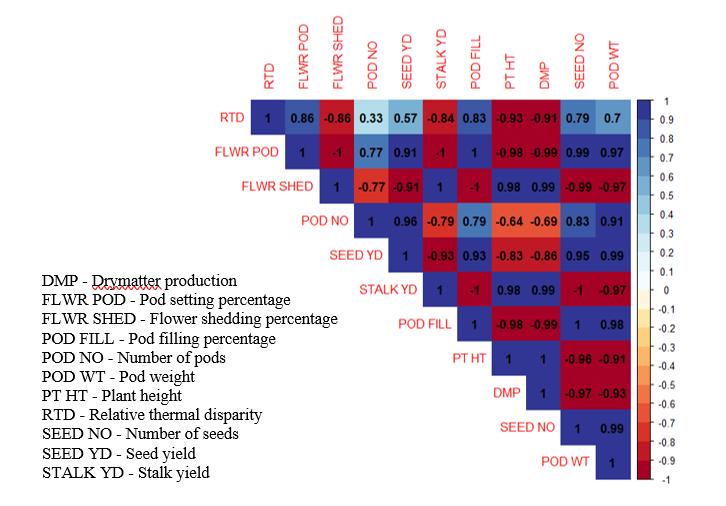 RTD FLWR POD FLWR SHED POD NO SEED YD STALK YD POD FILL PT HT DMP SEED NO POD WT
RTD 1 0.86 -0.86 0.33 0.57 -0.84 0.83 -0.93 -0.91 0.79 0.7
FLWR POD 1 -1 0.77 0.91 -1 1 -0.98 -0.99 0.99 0.97
FLWR SHED 1 -0.77 -0.91 1 -1 0.98 0.99 -0.99 -0.97
POD NO 1 0.96 -0.79 0.79 -0.64 -0.69 0.83 0.91
SEED YD 1 -0.93 0.93 -0.83 -0.86 0.95 0.99
STALK YD 1 -1 0.98 0.99 -1 -0.97
POD FILL 1 -0.98 -0.99 1 0.98
PT HT 1 1 -0.96 -0.91
DMP 1 -0.97 -0.93
SEED NO 1 0.99
POD WT 1
1
0.9
0.8
0.7
0.6
0.5
0.4
0.3
0.2
0.1
0
-0.1
-0.2
-0.3
-0.4
-0.5
-0.6
-0.7
-0.8
-0.9
-1
DMP - Drymatter production
FLWR POD - Pod setting percentage
FLWR SHED - Flower shedding percentage
POD FILL - Pod filling percentage
POD NO - Number of pods
POD WT - Pod weight
PT HT - Plant height
RTD - Relative thermal disparity
SEED NO - Number of seeds
SEED YD - Seed yield
STALK YD - Stalk yield